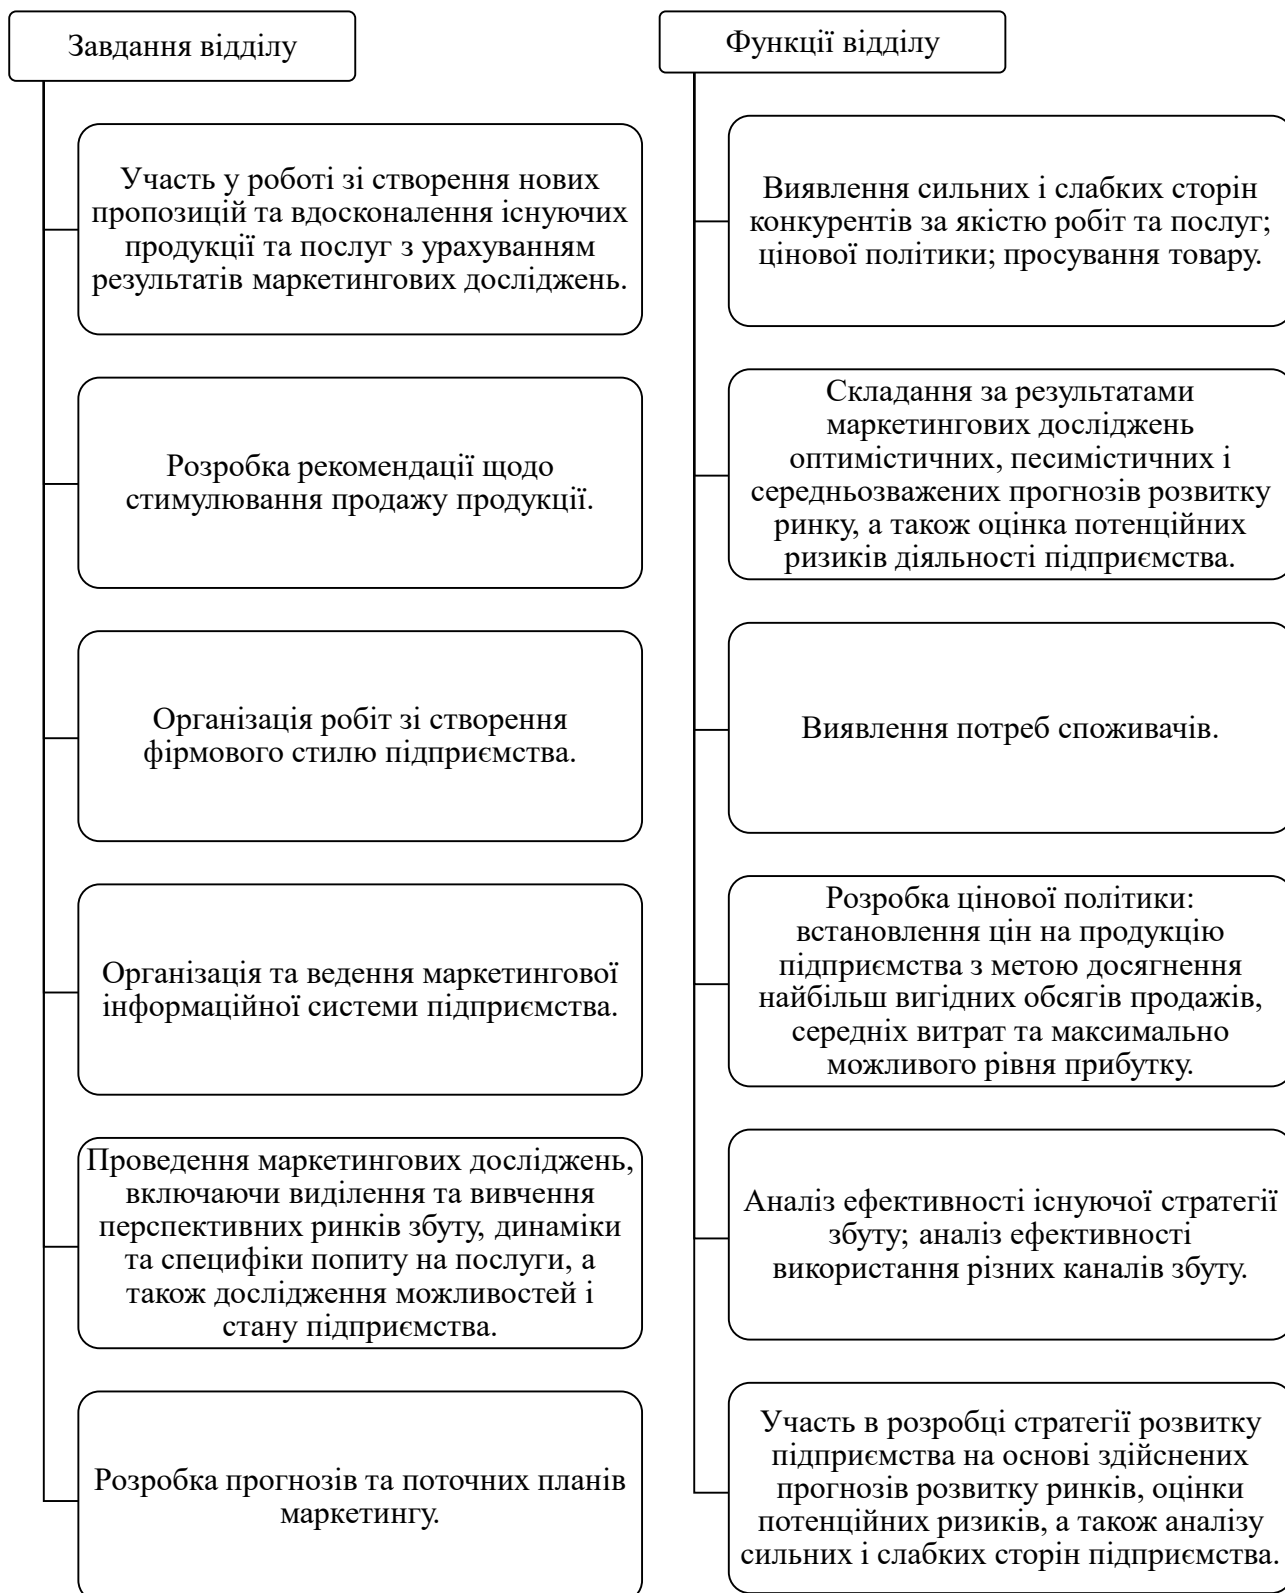 Завдання відділу
Участь у роботі зі створення нових
пропозицій та вдосконалення існуючих
продукції та послуг з урахуванням
результатів маркетингових досліджень.
Розробка рекомендації щодо
стимулювання продажу продукції.
Організація робіт зі створення
фірмового стилю підприємства.
Організація та ведення маркетингової
інформаційної системи підприємства.
Проведення маркетингових досліджень,
включаючи виділення та вивчення
перспективних ринків збуту, динаміки
та специфіки попиту на послуги, а
також дослідження можливостей і
стану підприємства.
Розробка прогнозів та поточних планів
маркетингу.
Функції відділу
Виявлення сильних і слабких сторін
конкурентів за якістю робіт та послуг;
цінової політики; просування товару.
Складання за результатами
маркетингових досліджень
оптимістичних, песимістичних і
середньозважених прогнозів розвитку
ринку, а також оцінка потенційних
ризиків діяльності підприємства.
Виявлення потреб споживачів.
Розробка цінової політики:
встановлення цін на продукцію
підприємства з метою досягнення
найбільш вигідних обсягів продажів,
середніх витрат та максимально
можливого рівня прибутку.
Аналіз ефективності існуючої стратегії
збуту; аналіз ефективності
використання різних каналів збуту.
Участь в розробці стратегії розвитку
підприємства на основі здійснених
прогнозів розвитку ринків, оцінки
потенційних ризиків, а також аналізу
сильних і слабких сторін підприємства.